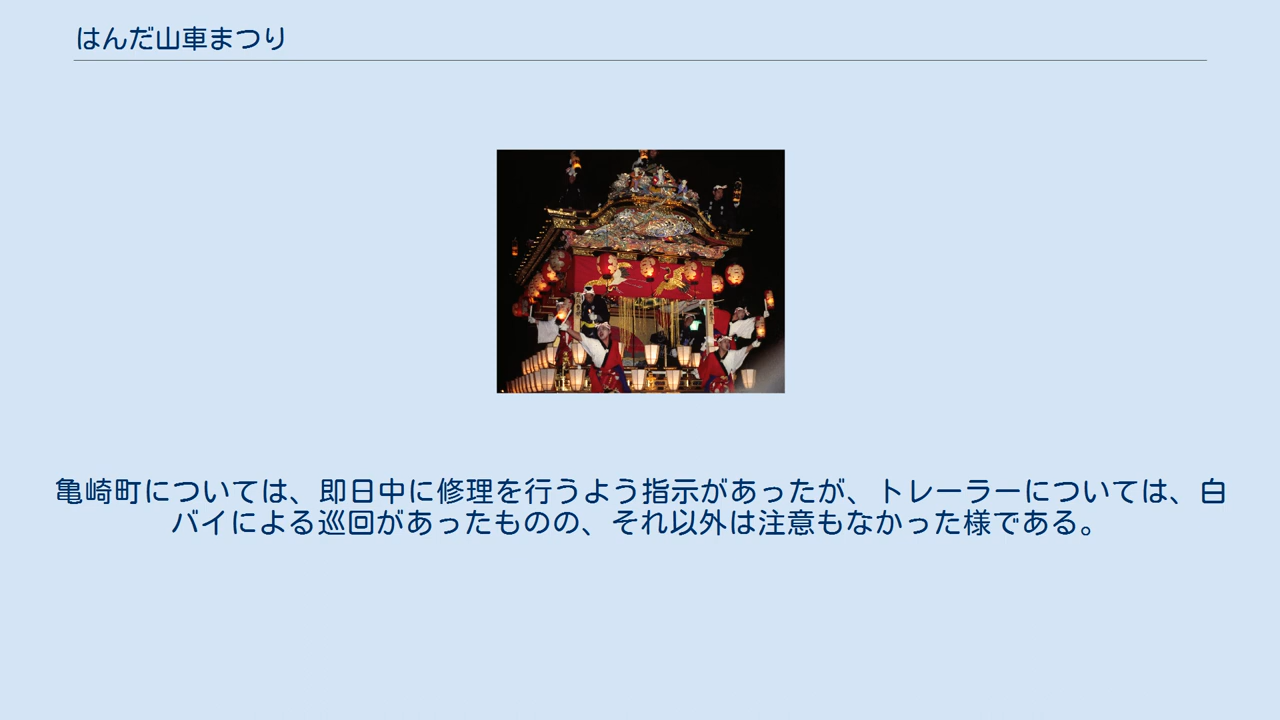 はんだ山車まつり
亀崎町については、即日中に修理を行うよう指示があったが、トレーラーについては、白
バイによる巡回があったものの、それ以外は注意もなかった様である。